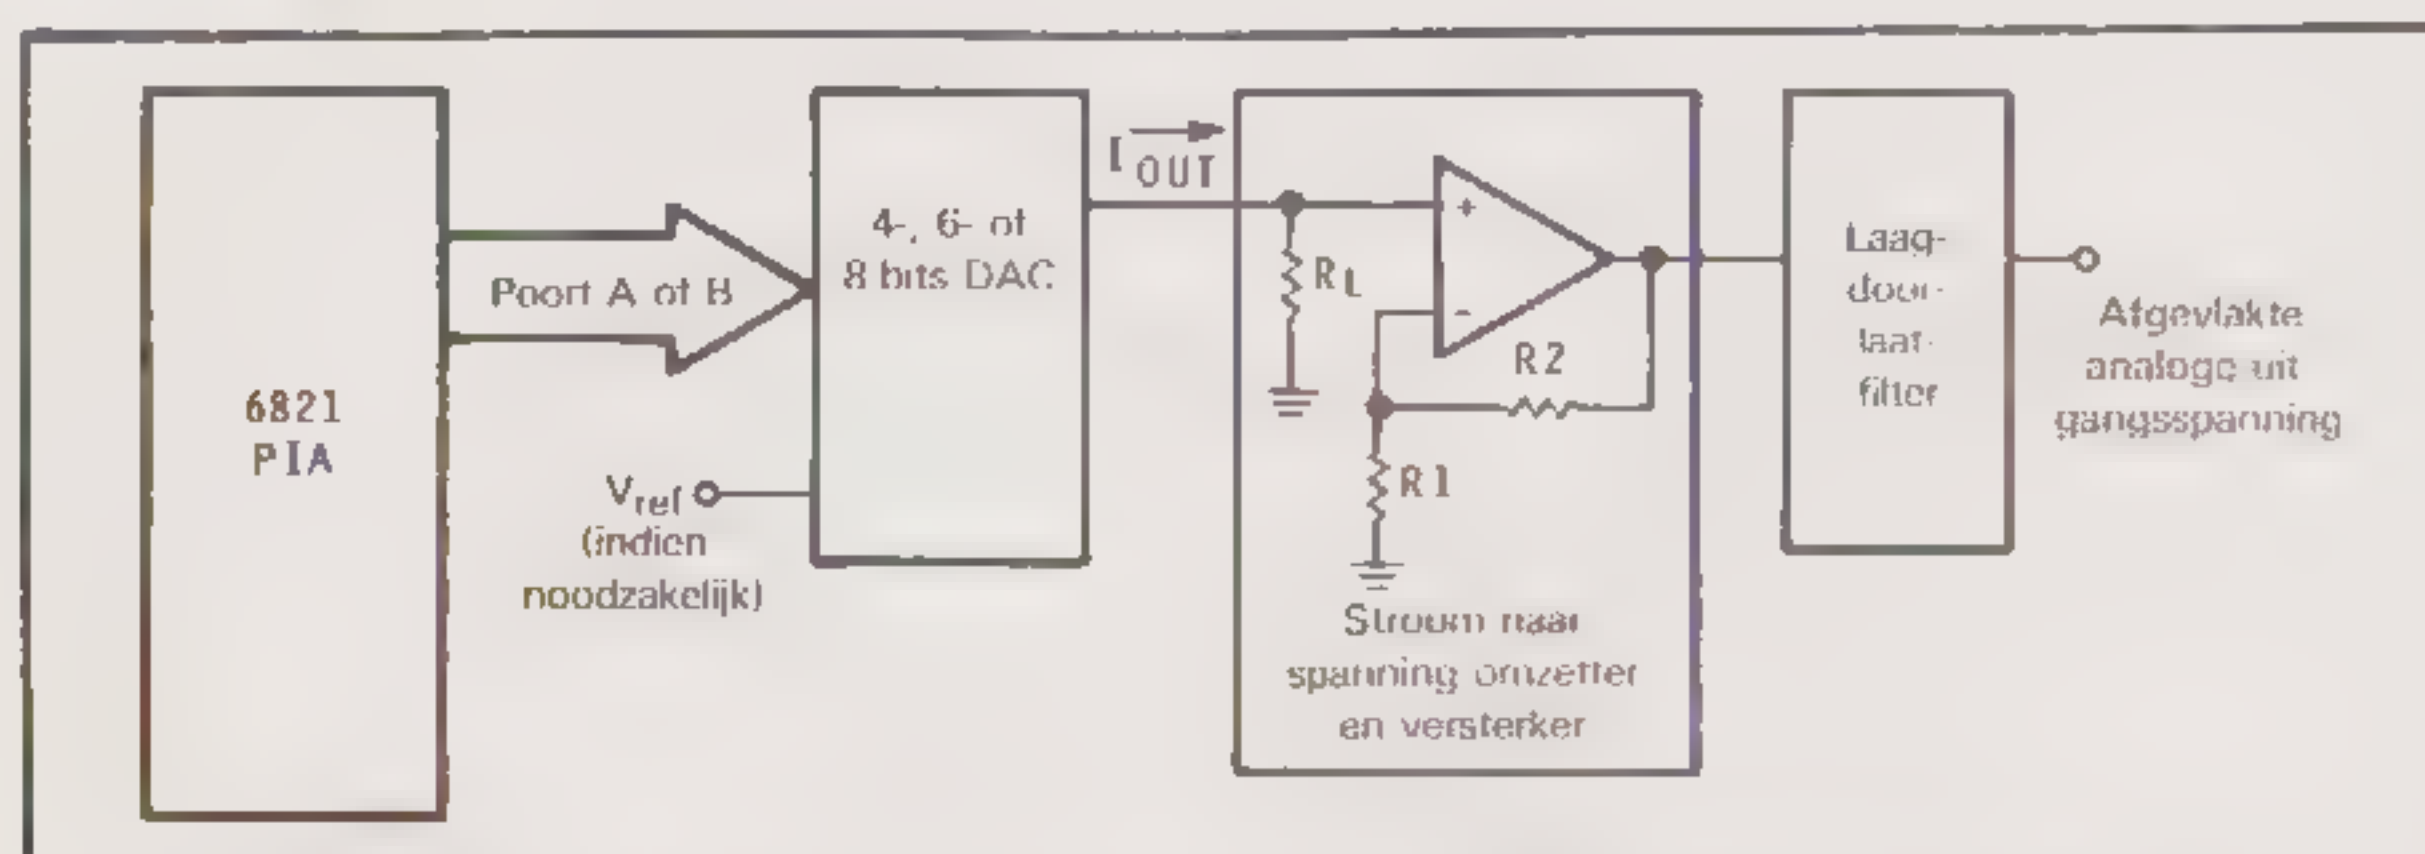 6821
PIA
Poort A of B
Vref
(indien
noodzakelijk)
4-, 6- of
8 bits DAC
IOUT
+
-
RL
R2
R1
Stroom naar
spanning omzetter
en versterker
Laag-
door-
laat-
filter
Afgevlakte
analoge uit
gangsspanning